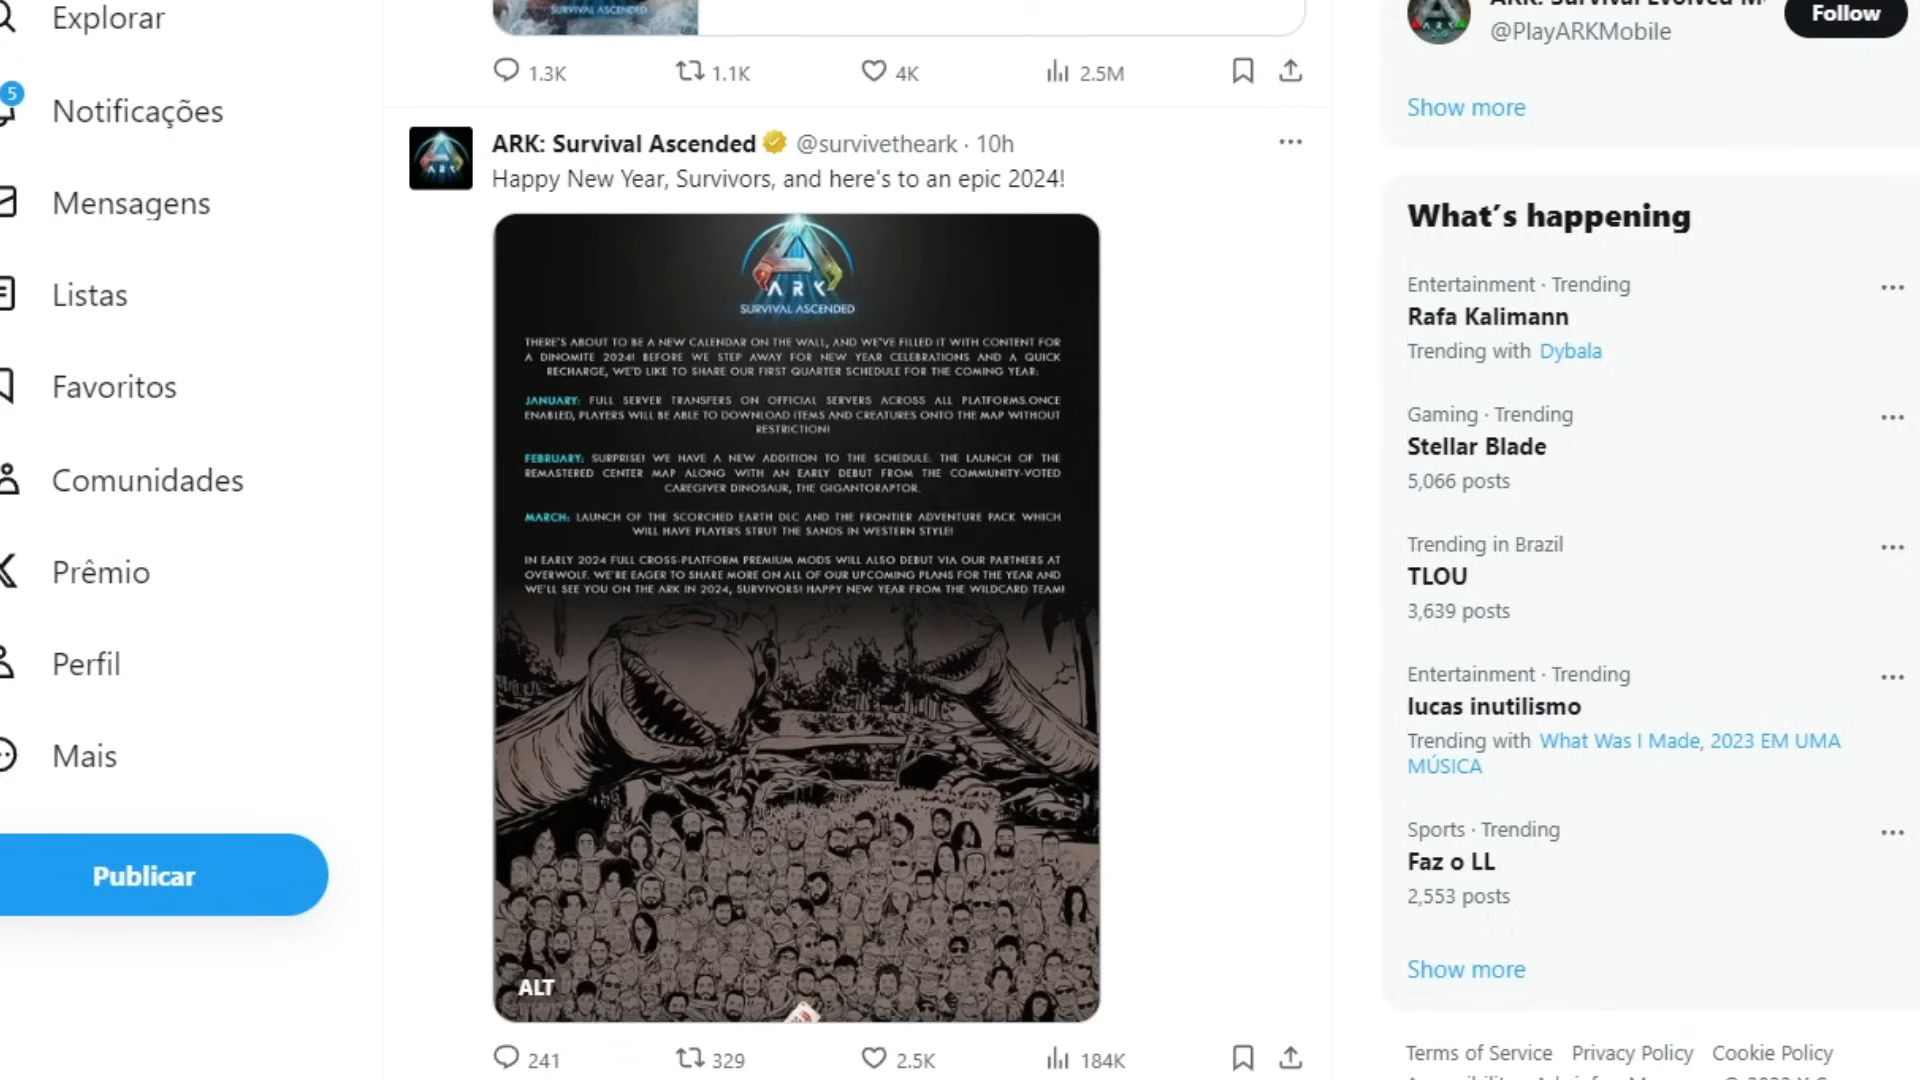 Explorar
5
Notificações
Mensagens
Listas
Favoritos
Comunidades
Prêmio
Perfil
Mais
Publicar
SURVIVAL ASCENDED
1.3K 1.1K 4K 2.5M
ARK: Survival Ascended @survivetheark · 10h
Happy New Year, Survivors, and here's to an epic 2024!
ARK
SURVIVAL ASCENDED
THERE'S ABOUT TO BE A NEW CALENDAR ON THE WALL, AND WE'VE FILLED IT WITH CONTENT FOR
A DINOMITE 2024! BEFORE WE STEP AWAY FOR NEW YEAR CELEBRATIONS AND A QUICK
RECHARGE, WE'D LIKE TO SHARE OUR FIRST QUARTER SCHEDULE FOR THE COMING YEAR:
JANUARY: FULL SERVER TRANSFERS ON OFFICIAL SERVERS ACROSS ALL PLATFORMS.ONCE
ENABLED, PLAYERS WILL BE ABLE TO DOWNLOAD ITEMS AND CREATURES ONTO THE MAP WITHOUT
RESTRICTION!
FEBRUARY: SURPRISE! WE HAVE A NEW ADDITION TO THE SCHEDULE. THE LAUNCH OF THE
REMASTERED CENTER MAP ALONG WITH AN EARLY DEBUT FROM THE COMMUNITY-VOTED
CAREGIVER DINOSAUR, THE GIGANTORAPTOR.
MARCH: LAUNCH OF THE SCORCHED EARTH DLC AND THE FRONTIER ADVENTURE PACK WHICH
WILL HAVE PLAYERS STRUT THE SANDS IN WESTERN STYLE!
IN EARLY 2024 FULL CROSS-PLATFORM PREMIUM MODS WILL ALSO DEBUT VIA OUR PARTNERS AT
OVERWOLF. WE'RE EAGER TO SHARE MORE ON ALL OF OUR UPCOMING PLANS FOR THE YEAR AND
WE'LL SEE YOU ON THE ARK IN 2024, SURVIVORS! HAPPY NEW YEAR FROM THE WILDCARD TEAM!
ALT
241 329 2.5K 184K
ARK: Survival Evolved
@PlayARKMobile
Follow
Show more
What´s happening
Entertainment · Trending
Rafa Kalimann
Trending with Dybala
Gaming · Trending
Stellar Blade
5,066 posts
Trending in Brazil
TLOU
3,639 posts
Entertainment · Trending
lucas inutilismo
Trending with What Was I Made, 2023 EM UMA
MÚSICA
Sports · Trending
Faz o LL
2,553 posts
Show more
Terms of Service Privacy Policy Cookie Policy